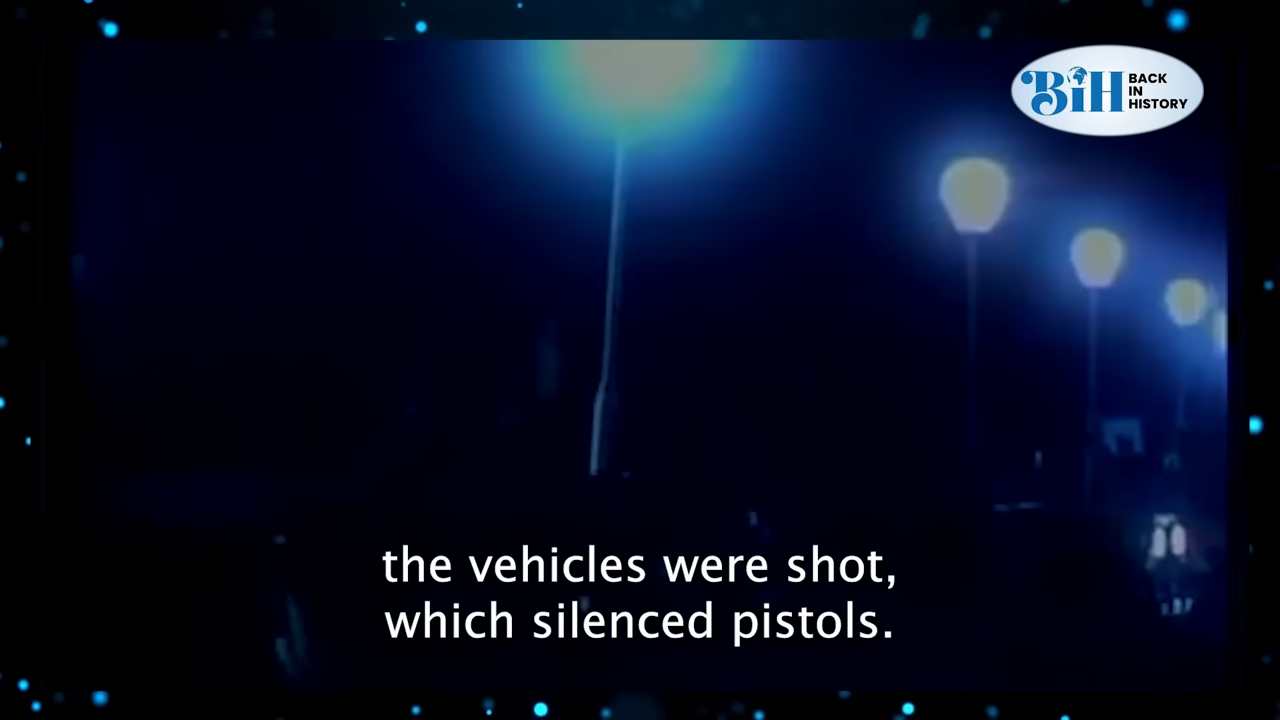 BiH
BACK
IN
HISTORY
the vehicles were shot,
which silenced pistols.